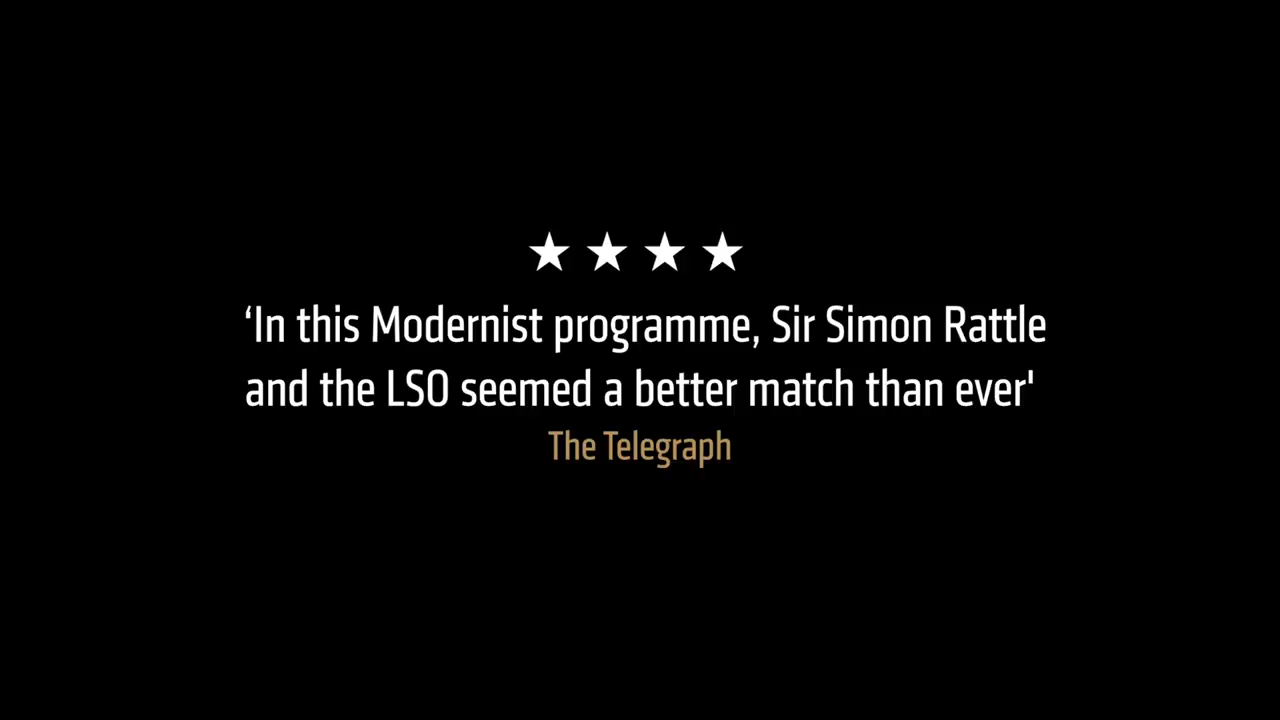 ★ ★ ★ ★
‘In this Modernist programme, Sir Simon Rattle
and the LSO seemed a better match than ever'
The Telegraph